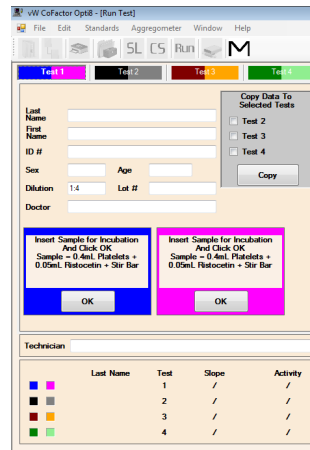 vW CoFactor Opti8 - [Run Test]
File Edit Standards Aggregometer Window Help
SL CS Run M
Test 1 Test 2 Test 3 Test 4
Copy Data To
Selected Tests
Test 2
Test 3
Test 4
Copy
Last
Name
First
Name
ID #
Sex Age
Dilution 1:4 Lot #
Doctor
Insert Sample for Incubation
And Click OK
Sample = 0.4mL Platelets +
0.05mL Ristocetin + Stir Bar
OK
Insert Sample for Incubation
And Click OK
Sample = 0.4mL Platelets +
0.05mL Ristocetin + Stir Bar
OK
Technician
Last Name Test Slope Activity
1 / /
2 / /
3 / /
4 / /